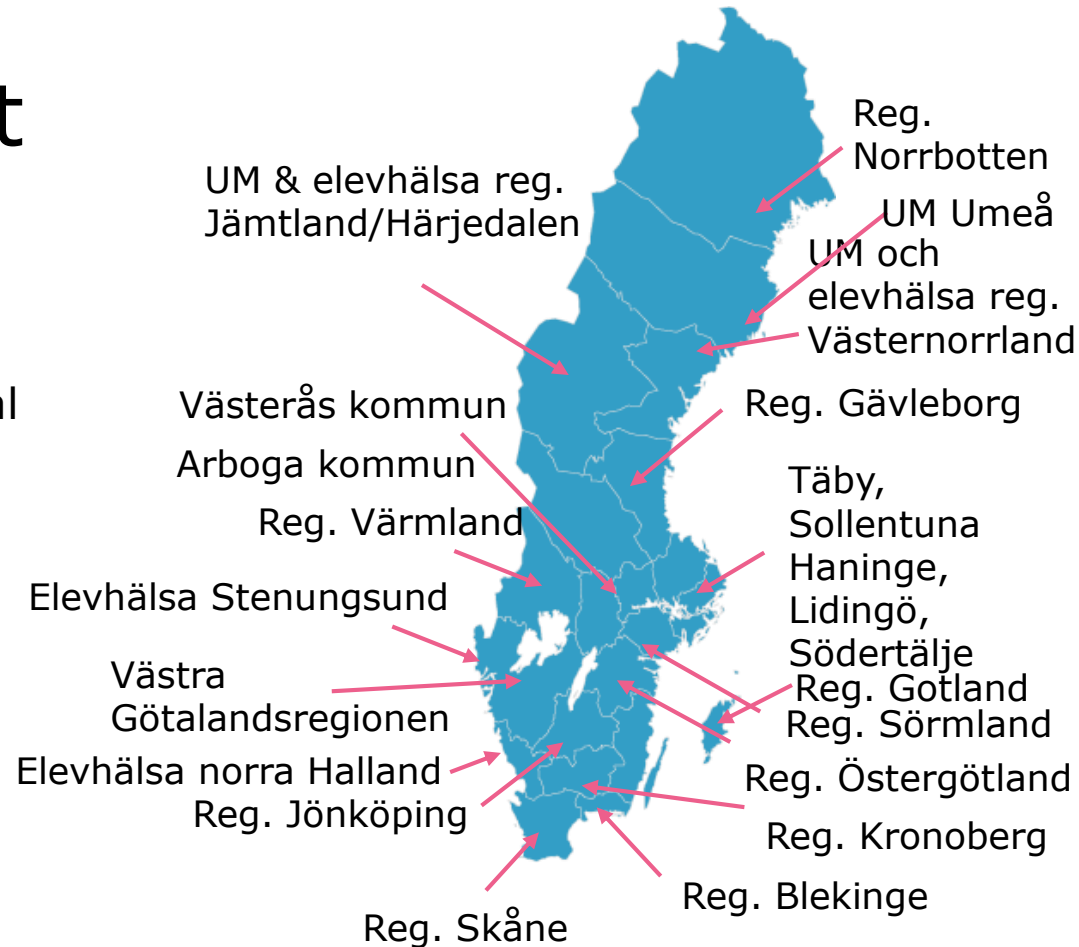 t
Reg.
Norrbotten
UM & elevhälsa reg.
Jämtland/Härjedalen
UM Umeå
UM och
elevhälsa reg.
Västernorrland
al
Västerås kommun
Reg. Gävleborg
Arboga kommun
Täby,
Sollentuna
Haninge,
Lidingö,
Södertälje
Reg. Värmland
Elevhälsa Stenungsund
Västra
Götalandsregionen
Reg. Gotland
Reg. Sörmland
Elevhälsa norra Halland
Reg. Östergötland
Reg. Jönköping
Reg. Kronoberg
Reg. Blekinge
Reg. Skåne